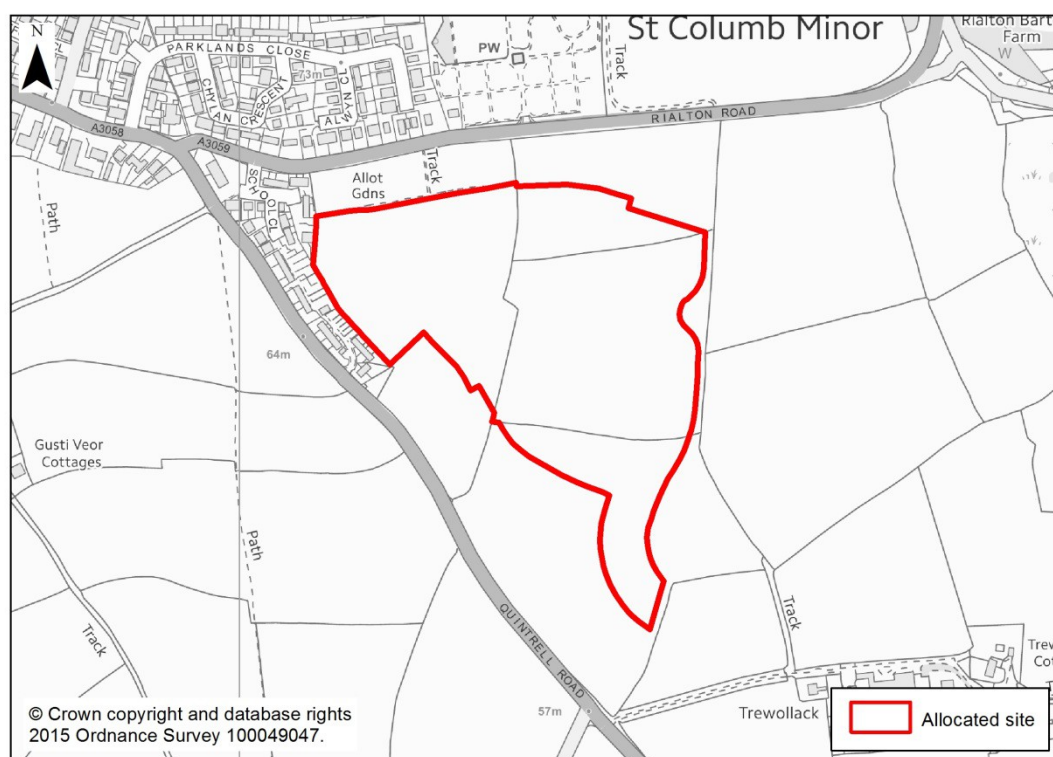 N
St Columb Minor
Rialton Bart
Farm
W
PW
Track
PARKLANDS CLOSE
73m
CHYLAN
CRESCENT
ALWYN CL
RIALTON ROAD
A3058
A3059
Track
Allot
Gdns
SCHOOL CL
Path
64m
Gusti Veor
Cottages
Path
Track
QUINTRELL ROAD
Track
57m
Trewollack
Cot
© Crown copyright and database rights
2015 Ordnance Survey 100049047.
Allocated site